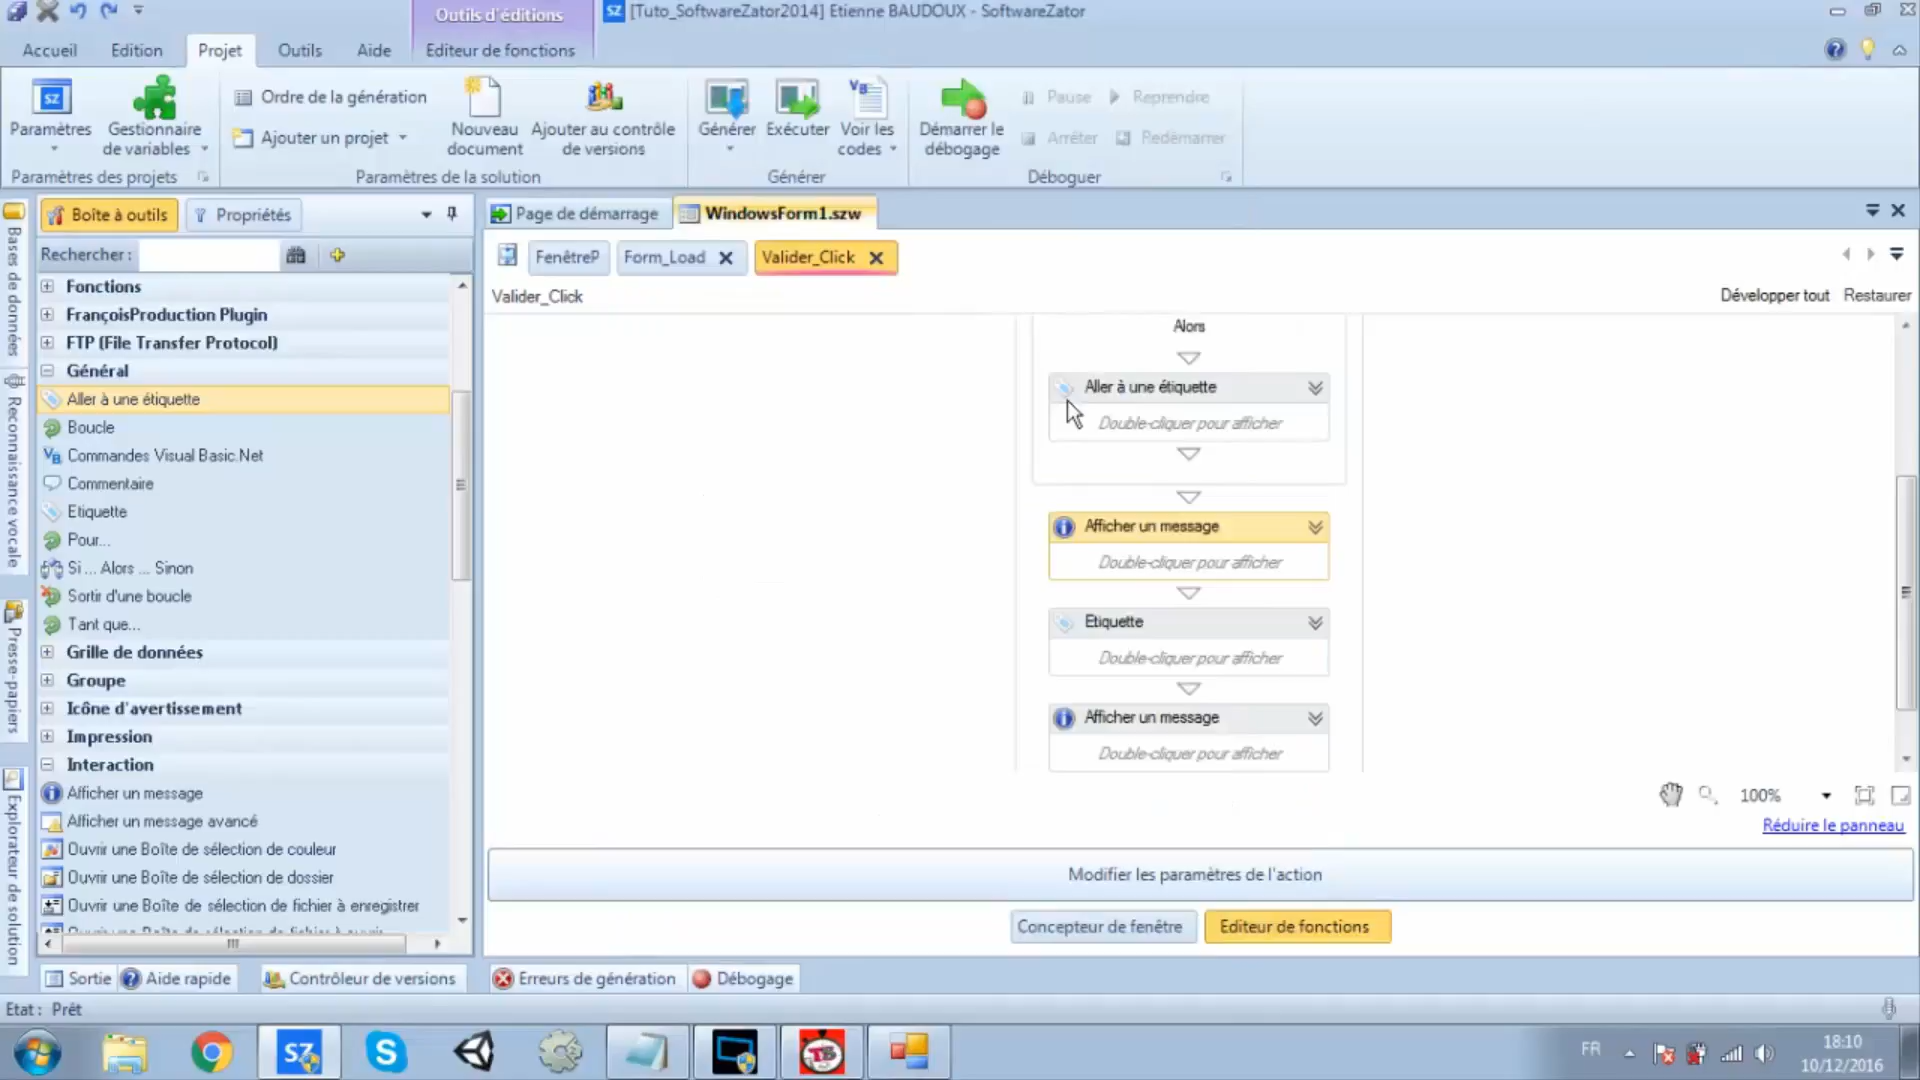 Outils d'éditions
[Tuto_SoftwareZator2014] Etienne BAUDOUX - SoftwareZator
Accueil Edition Projet Outils Aide Editeur de fonctions
Paramètres
Gestionnaire de variables
Ordre de la génération
Ajouter un projet
Nouveau document
Ajouter au contrôle de versions
Générer
Exécuter
Voir les codes
Démarrer le débogage
Pause Reprendre
Arrêter Redémarrer
Paramètres des projets
Paramètres de la solution
Générer
Déboguer
Bases de données
Reconnaissance vocale
Presse-papiers
Explorateur de solution
Boîte à outils Propriétés
Rechercher :
Fonctions
FrançoisProduction Plugin
FTP (File Transfer Protocol)
Général
Aller à une étiquette
Boucle
Commandes Visual Basic.Net
Commentaire
Etiquette
Pour...
Si ... Alors ... Sinon
Sortir d'une boucle
Tant que...
Grille de données
Groupe
Icône d'avertissement
Impression
Interaction
Afficher un message
Afficher un message avancé
Ouvrir une Boîte de sélection de couleur
Ouvrir une Boîte de sélection de dossier
Ouvrir une Boîte de sélection de fichier à enregistrer
Page de démarrage WindowsForm1.szw
FenêtreP Form_Load Valider_Click
Valider_Click
Développer tout Restaurer
Alors
Aller à une étiquette
Double-cliquer pour afficher
Afficher un message
Double-cliquer pour afficher
Etiquette
Double-cliquer pour afficher
Afficher un message
Double-cliquer pour afficher
100%
Réduire le panneau
Modifier les paramètres de l'action
Concepteur de fenêtre Editeur de fonctions
Sortie Aide rapide Contrôleur de versions Erreurs de génération Débogage
Etat : Prêt
FR
18:10
10/12/2016